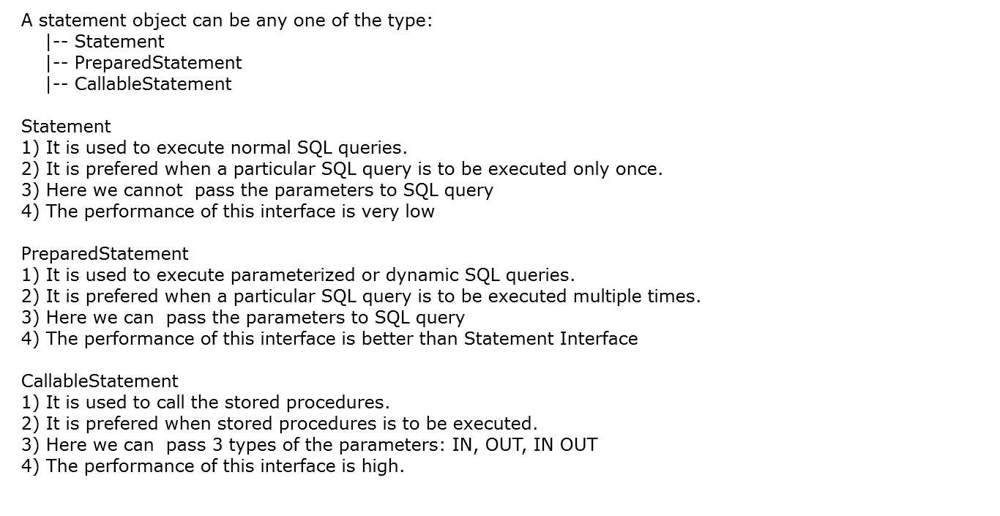 A statement object can be any one of the type:
|-- Statement
|-- PreparedStatement
|-- CallableStatement
Statement
1) It is used to execute normal SQL queries.
2) It is prefered when a particular SQL query is to be executed only once.
3) Here we cannot  pass the parameters to SQL query
4) The performance of this interface is very low
PreparedStatement
1) It is used to execute parameterized or dynamic SQL queries.
2) It is prefered when a particular SQL query is to be executed multiple times.
3) Here we can  pass the parameters to SQL query
4) The performance of this interface is better than Statement Interface
CallableStatement
1) It is used to call the stored procedures.
2) It is prefered when stored procedures is to be executed.
3) Here we can  pass 3 types of the parameters: IN, OUT, IN OUT
4) The performance of this interface is high.